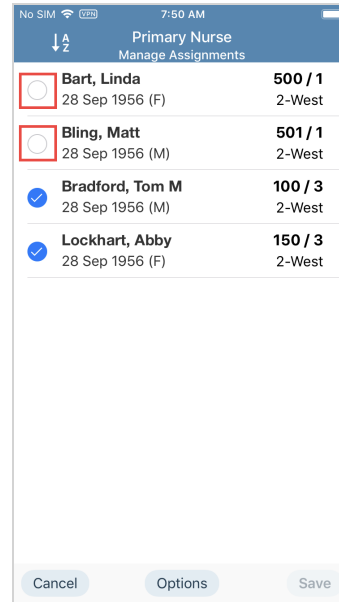 No SIM VPN 7:50 AM
A
Z
Primary Nurse
Manage Assignments
Bart, Linda 500 / 1
28 Sep 1956 (F) 2-West
Bling, Matt 501 / 1
28 Sep 1956 (M) 2-West
Bradford, Tom M 100 / 3
28 Sep 1956 (M) 2-West
Lockhart, Abby 150 / 3
28 Sep 1956 (F) 2-West
Cancel Options Save